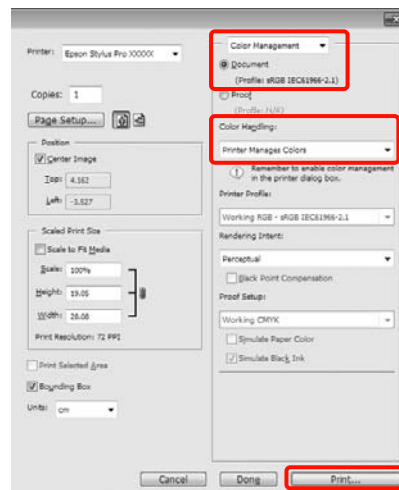 Printer: Epson Stylus Pro XXXXX
Copies: 1
Page Setup...
Position
Center Image
Top: 4.162
Left: -3.527
Scaled Print Size
Scale to Fit Media
Scale: 100%
Height: 19.05
Width: 28.08
Print Resolution: 72 PPI
Print Selected Area
Bounding Box
Units: cm
Color Management
Document
(Profile: sRGB IEC61966-2.1)
Proof
(Profile: N/A)
Color Handling:
Printer Manages Colors
Remember to enable color management
in the printer dialog box.
Printer Profile:
Working RGB - sRGB IEC61966-2.1
Rendering Intent:
Perceptual
Black Point Compensation
Proof Setup:
Working CMYK
Simulate Paper Color
Simulate Black Ink
Cancel Done Print...